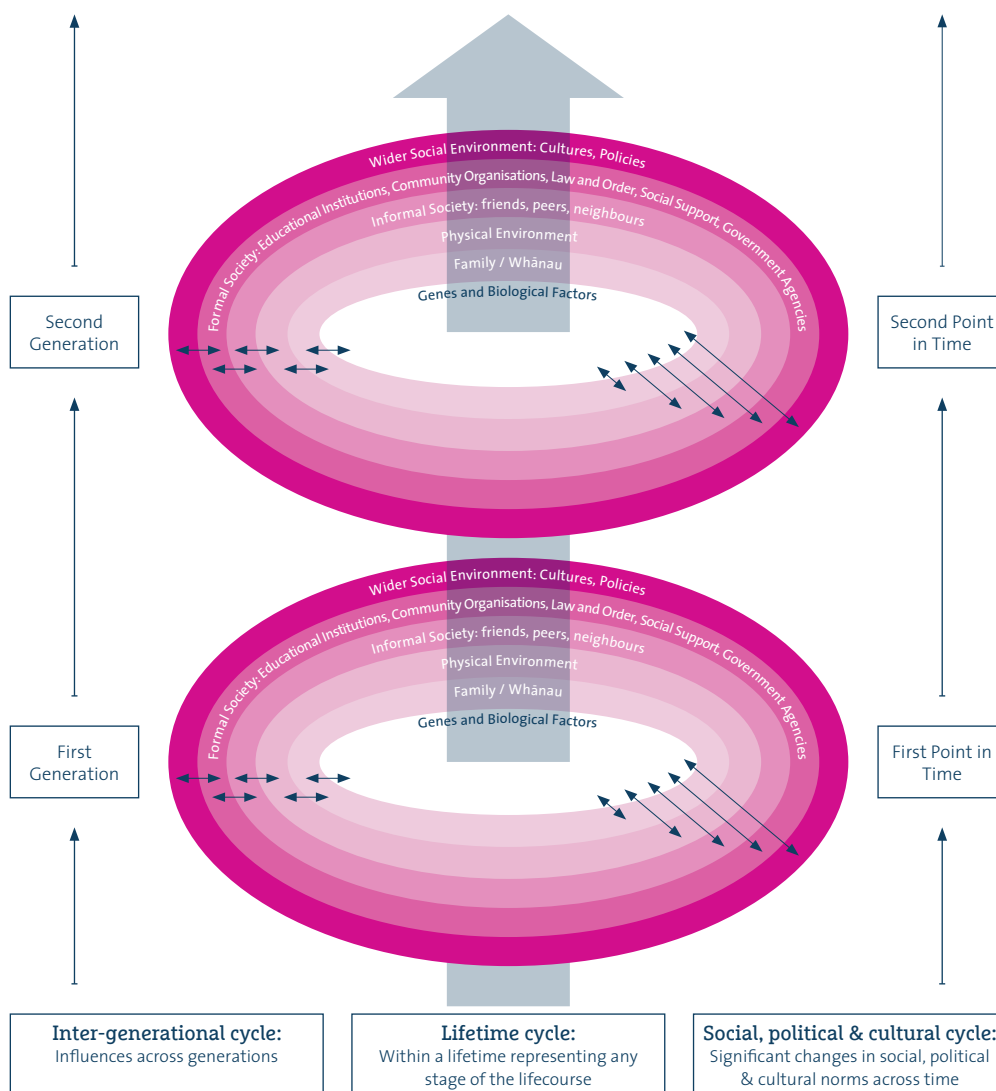 Wider Social Environment: Cultures, Policies
Formal Society: Educational Institutions, Community Organisations, Law and Order, Social Support, Government Agencies
Informal Society: friends, peers, neighbours
Physical Environment
Family / Whānau
Genes and Biological Factors
Second
Generation
Second Point
in Time
Wider Social Environment: Cultures, Policies
Formal Society: Educational Institutions, Community Organisations, Law and Order, Social Support, Government Agencies
Informal Society: friends, peers, neighbours
Physical Environment
Family / Whānau
Genes and Biological Factors
First
Generation
First Point in
Time
Inter-generational cycle:
Influences across generations
Lifetime cycle:
Within a lifetime representing any
stage of the lifecourse
Social, political & cultural cycle:
Significant changes in social, political
& cultural norms across time